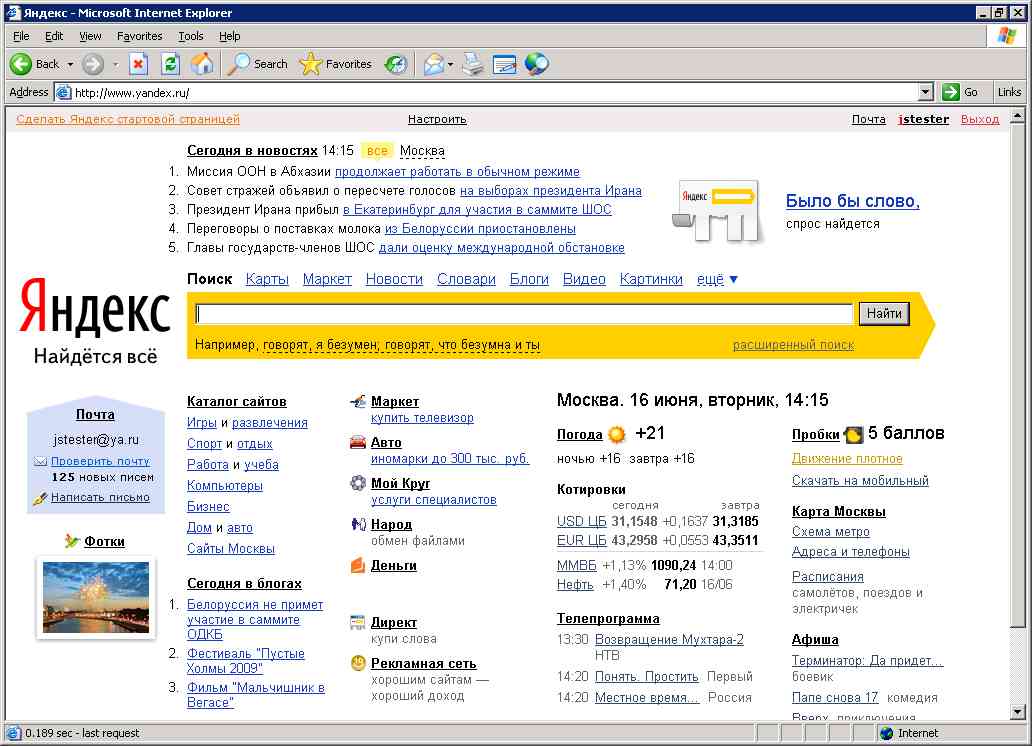 Яндекс - Microsoft Internet Explorer
File Edit View Favorites Tools Help
Back Search Favorites
Address http://www.yandex.ru/ Go Links
Сделать Яндекс стартовой страницей Настроить Почта jstester Выход
Сегодня в новостях 14:15 все Москва
1. Миссия ООН в Абхазии продолжает работать в обычном режиме
2. Совет стражей объявил о пересчете голосов на выборах президента Ирана
3. Президент Ирана прибыл в Екатеринбург для участия в саммите ШОС
4. Переговоры о поставках молока из Белоруссии приостановлены
5. Главы государств-членов ШОС дали оценку международной обстановке
Яндекс
Было бы слово,
спрос найдется
Яндекс
Найдётся всё
Поиск Карты Маркет Новости Словари Блоги Видео Картинки ещё ▼
Найти
Например, говорят, я безумен; говорят, что безумна и ты расширенный поиск
Почта
jstester@ya.ru
Проверить почту
125 новых писем
Написать письмо
Фотки
Каталог сайтов
Игры и развлечения
Спорт и отдых
Работа и учеба
Компьютеры
Бизнес
Дом и авто
Сайты Москвы
Сегодня в блогах
1. Белоруссия не примет
участие в саммите
ОДКБ
2. Фестиваль "Пустые
Холмы 2009"
3. Фильм "Мальчишник в
Вегасе"
Маркет
купить телевизор
Авто
иномарки до 300 тыс. руб.
Мой Круг
услуги специалистов
Народ
обмен файлами
Деньги
Директ
купи слова
Рекламная сеть
хорошим сайтам —
хороший доход
Москва. 16 июня, вторник, 14:15
Погода +21
ночью +16 завтра +16
Котировки
сегодня завтра
USD ЦБ 31,1548 +0,1637 31,3185
EUR ЦБ 43,2958 +0,0553 43,3511
ММВБ +1,13% 1090,24 14:00
Нефть +1,40% 71,20 16/06
Телепрограмма
13:30 Возвращение Мухтара-2
НТВ
14:20 Понять. Простить Первый
14:20 Местное время... Россия
Пробки 5 баллов
Движение плотное
Скачать на мобильный
Карта Москвы
Схема метро
Адреса и телефоны
Расписания
самолётов, поездов и
электричек
Афиша
Терминатор: Да придет...
боевик
Папе снова 17 комедия
Вверх приключения
0.189 sec - last request Internet